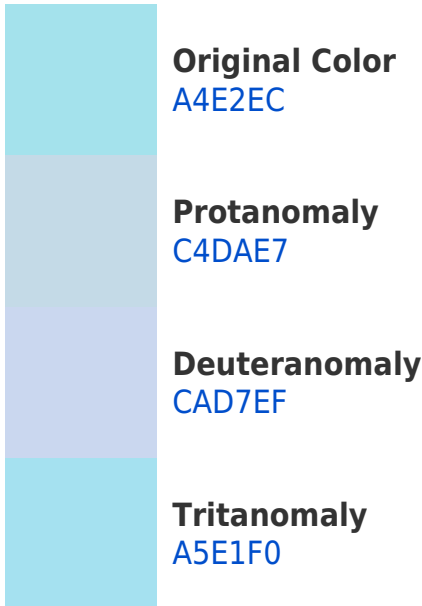 Original Color
A4E2EC
Protanomaly
C4DAE7
Deuteranomaly
CAD7EF
Tritanomaly
A5E1F0